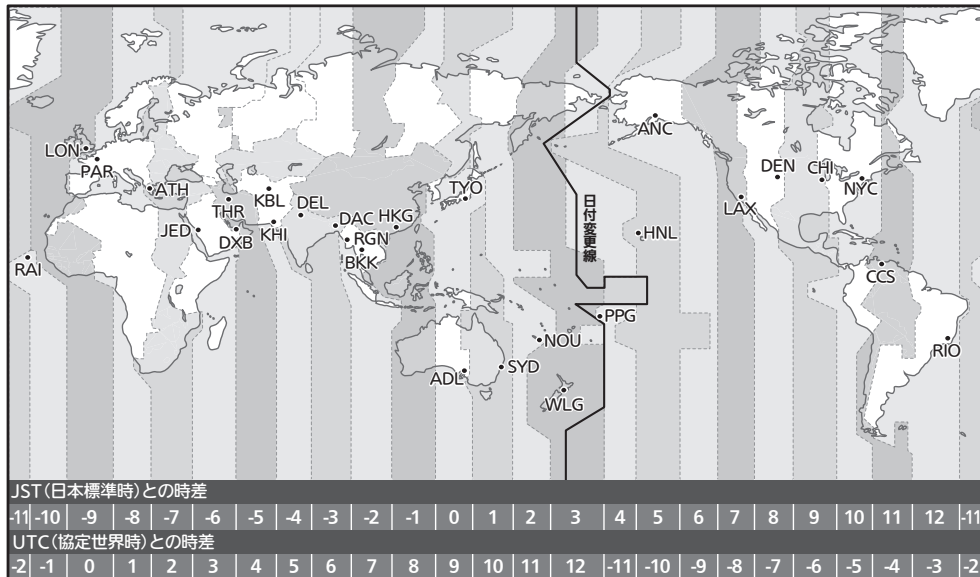 ANC
LON
PAR
ATH
KBL
DEL
TYO
DEN
CHI
NYC
THR
DAC
HKG
LAX
JED
DXB
KHI
RGN
BKK
日付変更線
HNL
RAI
CCS
PPG
NOU
RIO
ADL
SYD
WLG
JST(日本標準時)との時差
-11 -10 -9 -8 -7 -6 -5 -4 -3 -2 -1 0 1 2 3 4 5 6 7 8 9 10 11 12 -11
UTC(協定世界時)との時差
-2 -1 0 1 2 3 4 5 6 7 8 9 10 11 12 -11 -10 -9 -8 -7 -6 -5 -4 -3 -2